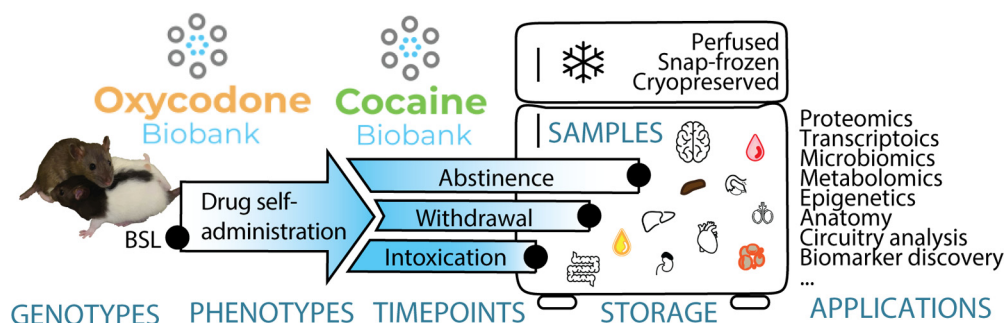 Oxycodone
Biobank
Cocaine
Biobank
Perfused
Snap-frozen
Cryopreserved
SAMPLES
BSL
Drug self-
administration
Abstinence
Withdrawal
Intoxication
Proteomics
Transcriptoics
Microbiomics
Metabolomics
Epigenetics
Anatomy
Circuitry analysis
Biomarker discovery
...
GENOTYPES
PHENOTYPES
TIMEPOINTS
STORAGE
APPLICATIONS